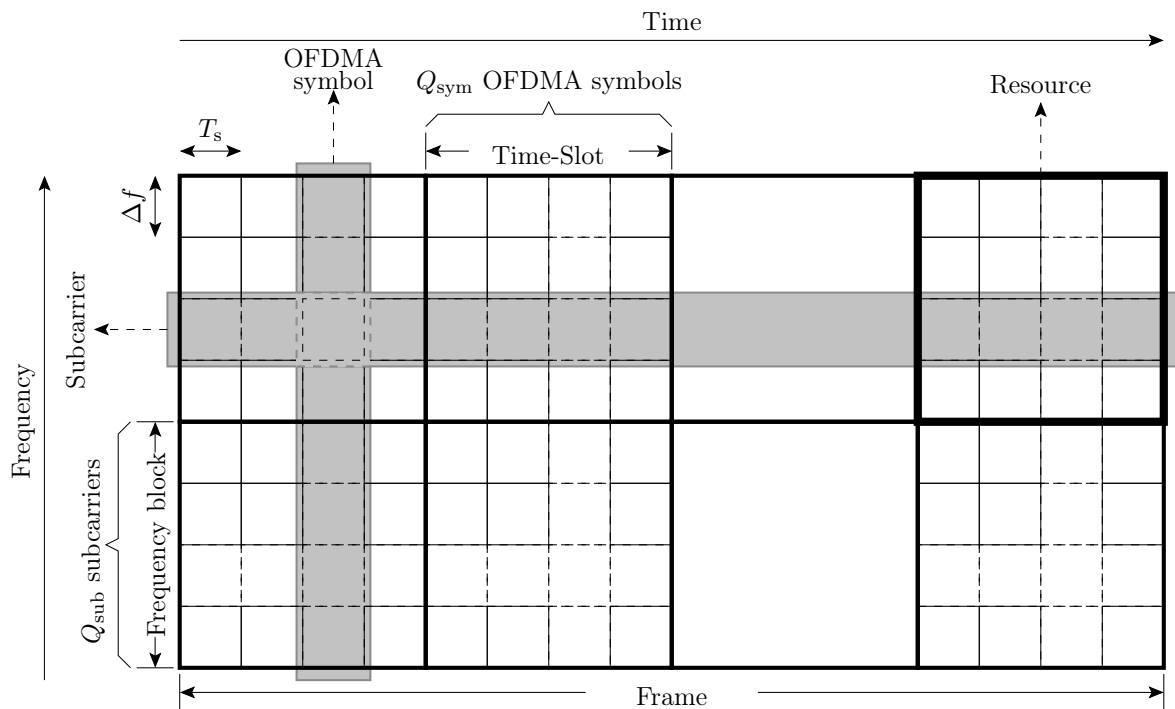 Time
OFDMA
symbol
Q_sym OFDMA symbols
Resource
T_s
Time-Slot
Δf
Subcarrier
Frequency
Q_sub subcarriers
Frequency block
Frame